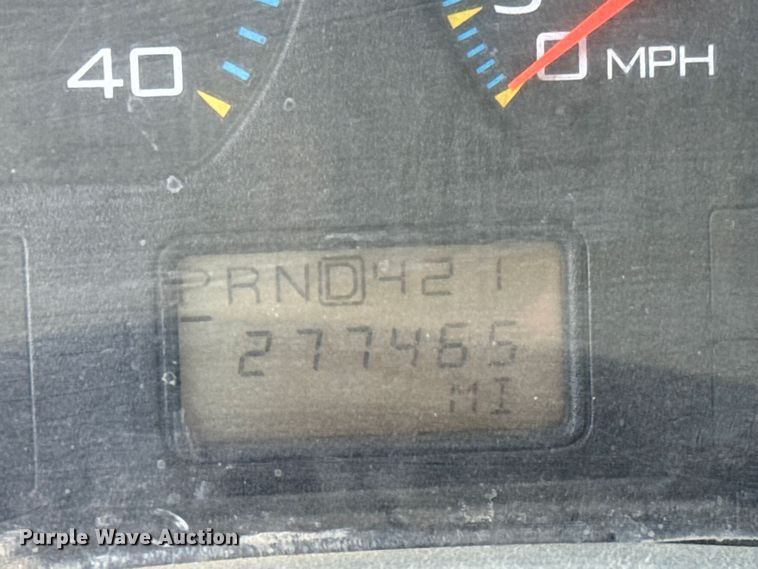 40
0 MPH
PRND421
277465
MI
Purple Wave Auction